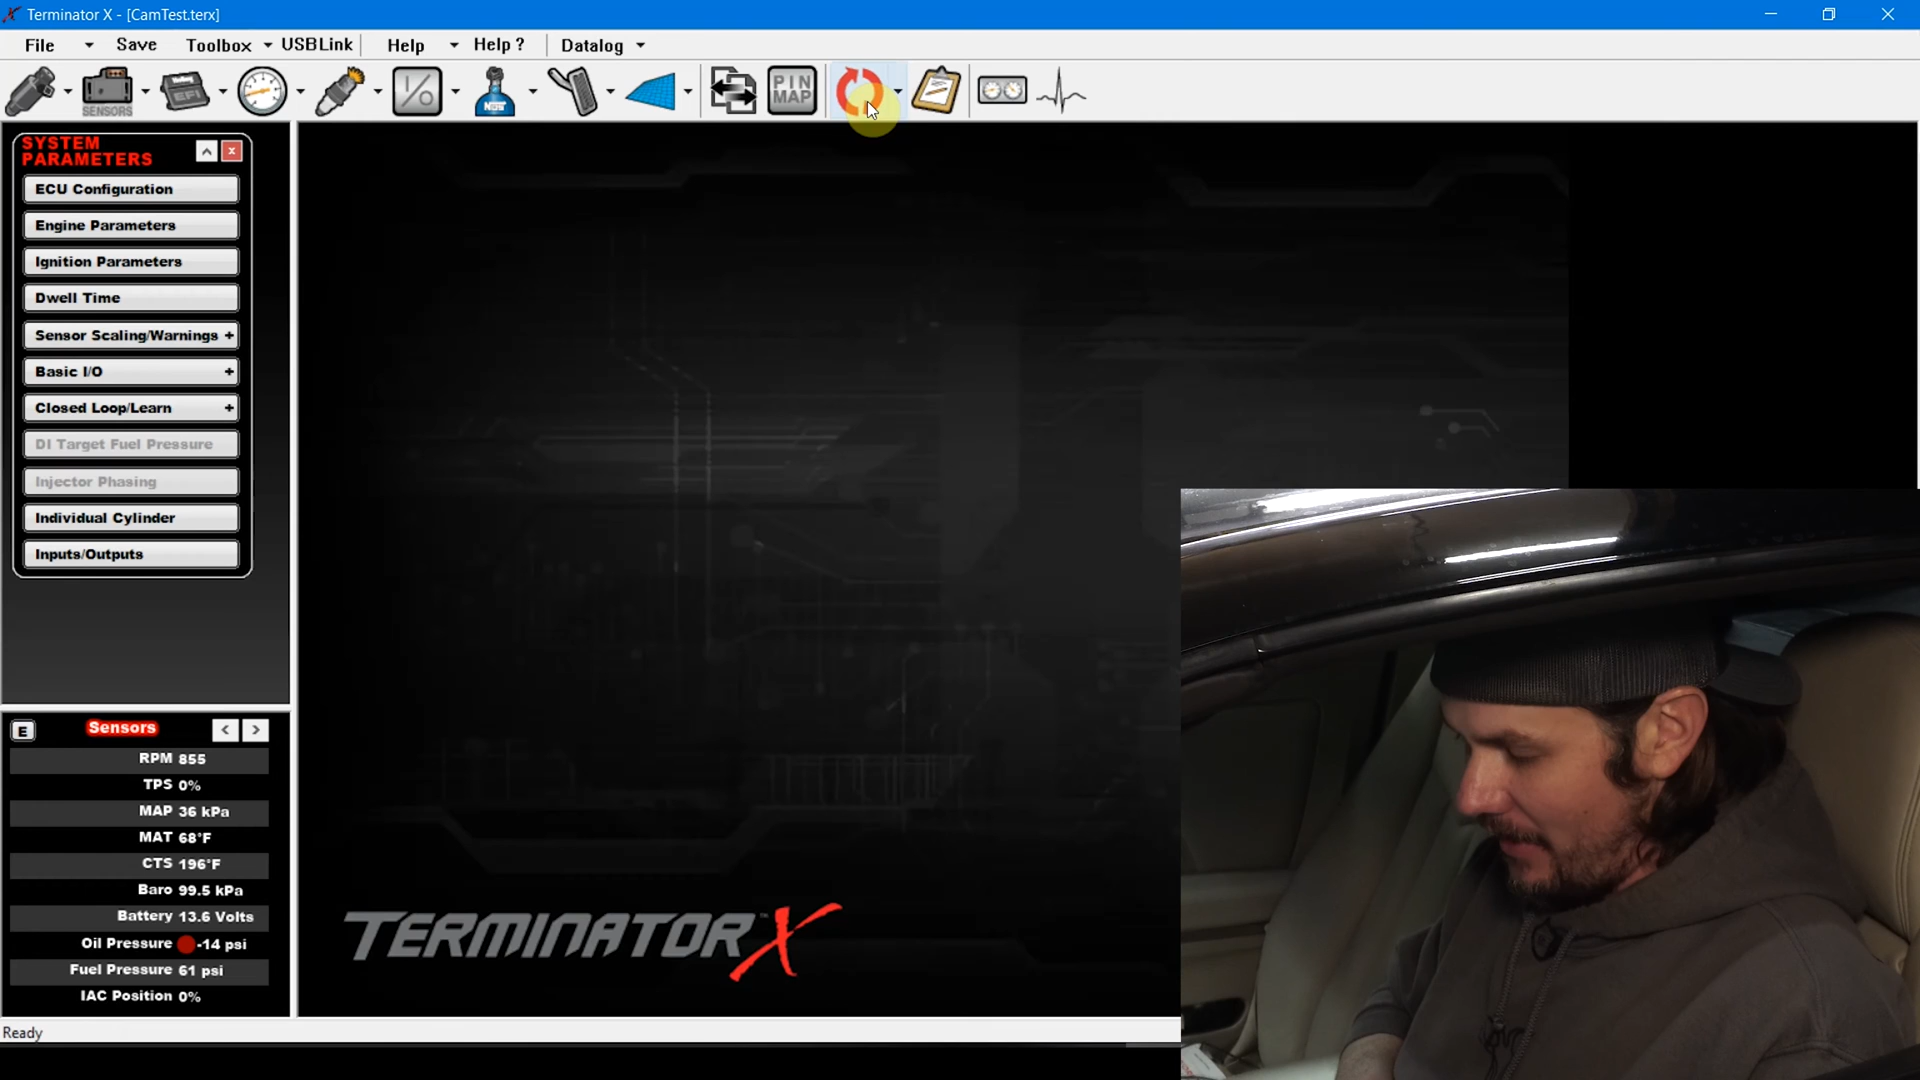 Terminator X - [CamTest.terx]
File Save Toolbox USBLink Help Help ? Datalog
SENSORS
EFI
I/O
NOS
PIN
MAP
SYSTEM
PARAMETERS
x
ECU Configuration
Engine Parameters
Ignition Parameters
Dwell Time
Sensor Scaling/Warnings +
Basic I/O +
Closed Loop/Learn +
DI Target Fuel Pressure
Injector Phasing
Individual Cylinder
Inputs/Outputs
E Sensors < >
RPM 855
TPS 0%
MAP 36 kPa
MAT 68°F
CTS 196°F
Baro 99.5 kPa
Battery 13.6 Volts
Oil Pressure -14 psi
Fuel Pressure 61 psi
IAC Position 0%
TERMINATOR X ™
Ready